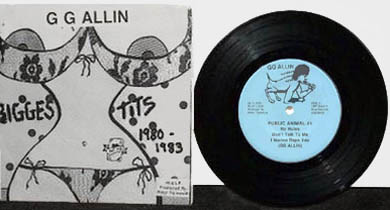 G G ALLIN
BIGGES
TITS
1980 -
1983
GG ALLIN
PUBLIC ANIMAL #1
No Rules
Don't Talk To Me
I Wanna Rape You
(GG ALLIN)